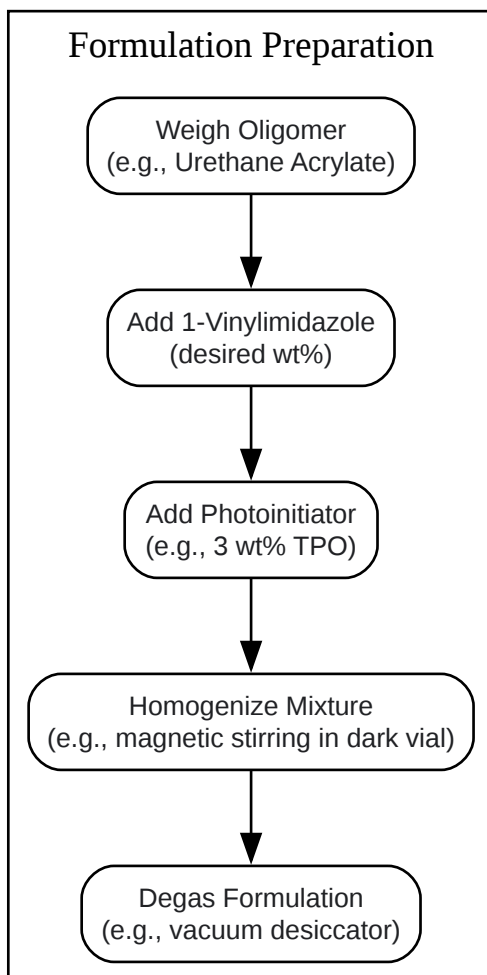 Formulation Preparation
Weigh Oligomer
(e.g., Urethane Acrylate)
Add 1-Vinylimidazole
(desired wt%)
Add Photoinitiator
(e.g., 3 wt% TPO)
Homogenize Mixture
(e.g., magnetic stirring in dark vial)
Degas Formulation
(e.g., vacuum desiccator)